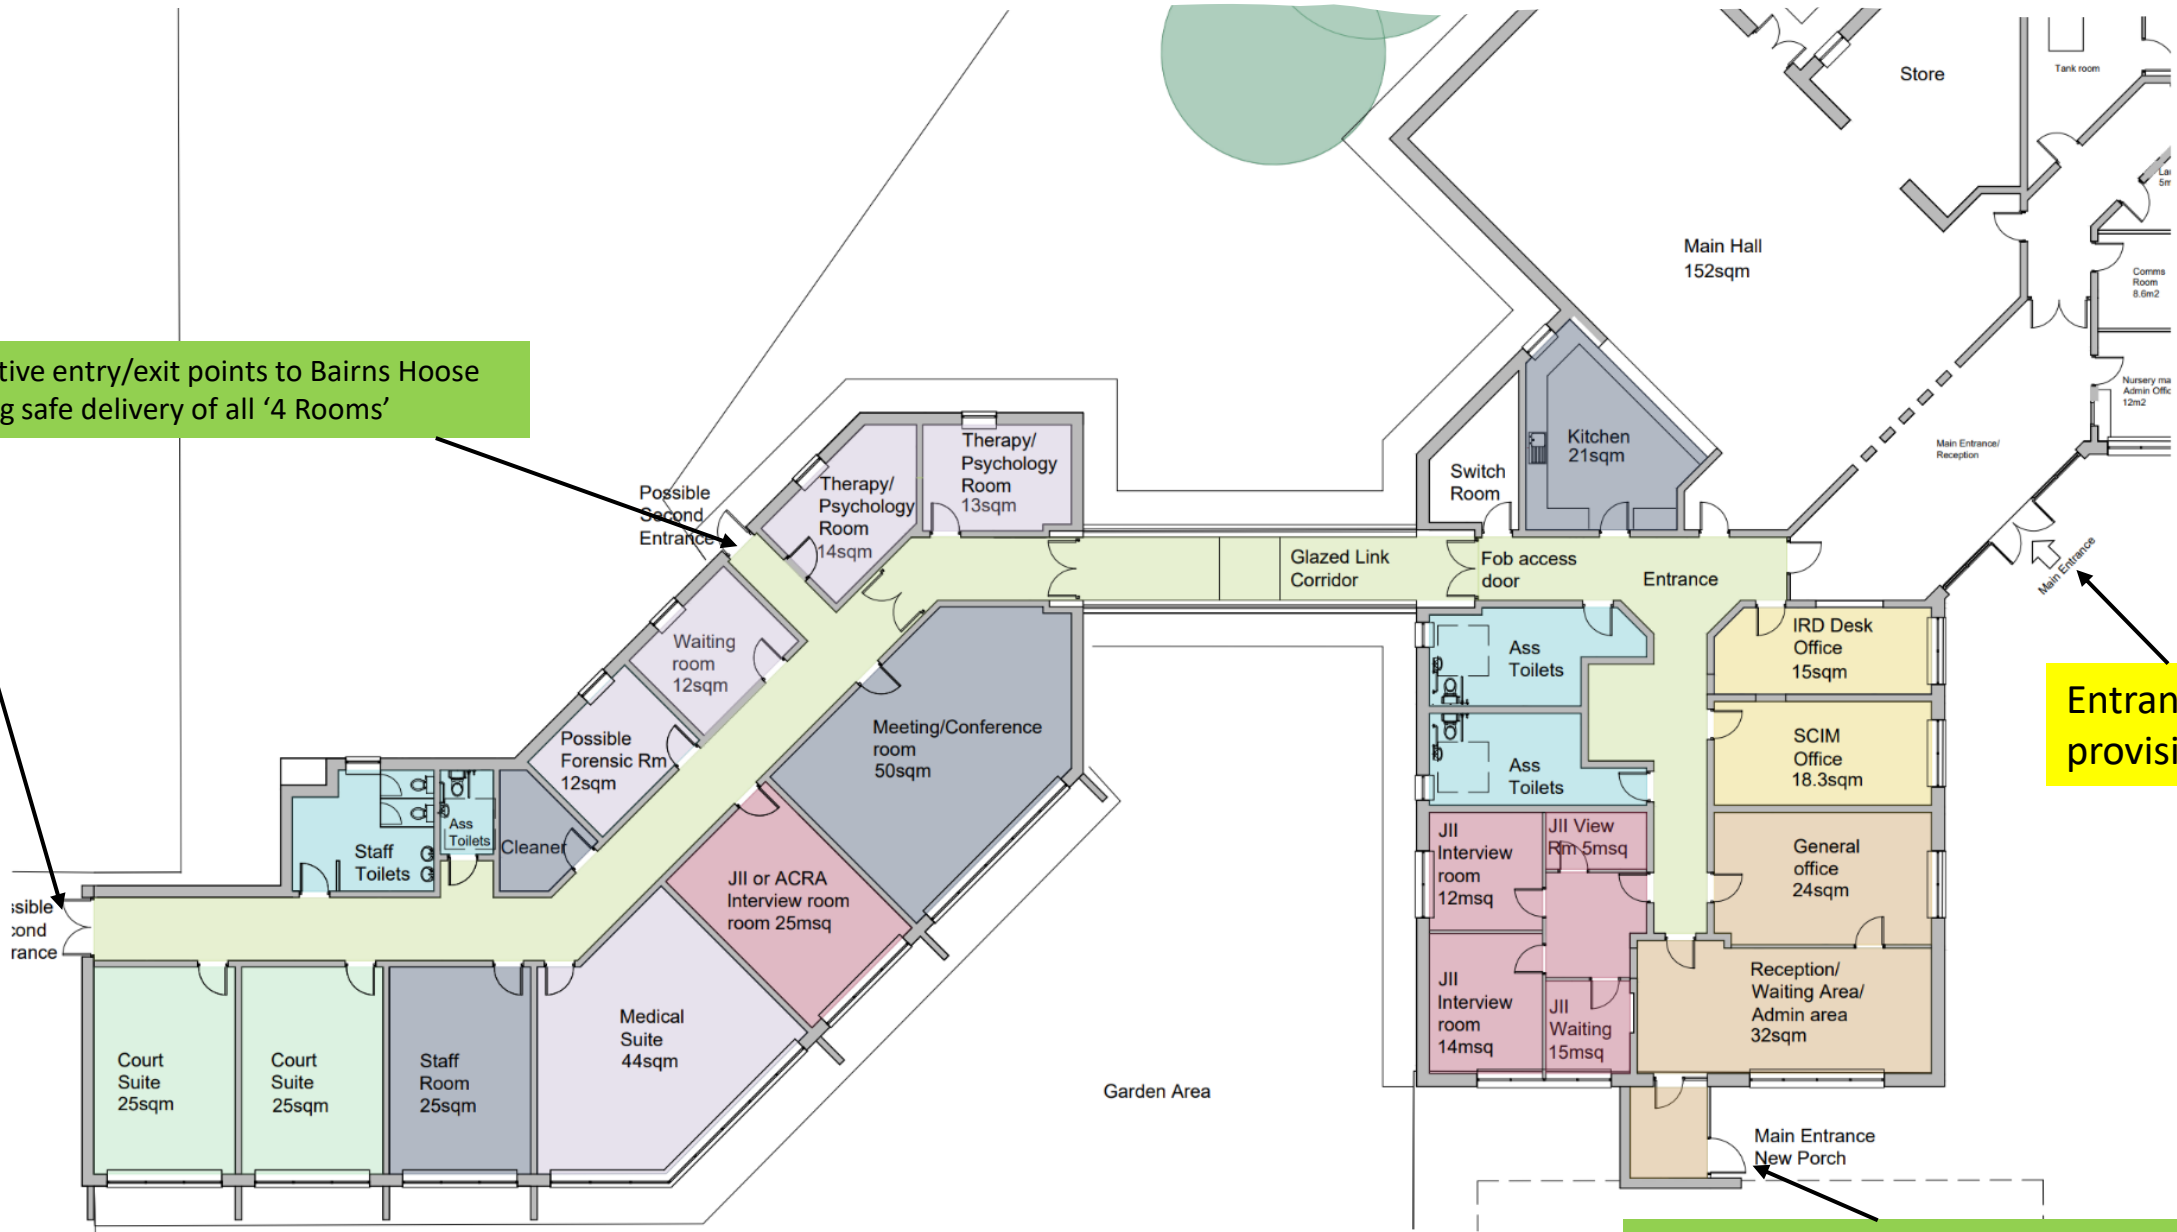 Store
Tank room
Main Hall
152sqm
Comms
Room
8.6m2
Nursery ma
Admin Offic
12m2
Main Entrance/
Reception
Main Entrance
tive entry/exit points to Bairns Hoose
g safe delivery of all ‘4 Rooms’
Possible
Second
Entrance
Therapy/
Psychology
Room
14sqm
Therapy/
Psychology
Room
13sqm
Switch
Room
Kitchen
21sqm
Glazed Link
Corridor
Fob access
door
Entrance
Waiting
room
12sqm
Possible
Forensic Rm
12sqm
Meeting/Conference
room
50sqm
Ass
Toilets
Ass
Toilets
IRD Desk
Office
15sqm
SCIM
Office
18.3sqm
Entran
provisi
Staff
Toilets
Ass
Toilets
Cleaner
JII or ACRA
Interview room
room 25msq
JII
Interview
room
12msq
JII View
Rm 5msq
General
office
24sqm
ssible
cond
rance
Court
Suite
25sqm
Court
Suite
25sqm
Staff
Room
25sqm
Medical
Suite
44sqm
Garden Area
JII
Interview
room
14msq
JII
Waiting
15msq
Reception/
Waiting Area/
Admin area
32sqm
Main Entrance
New Porch